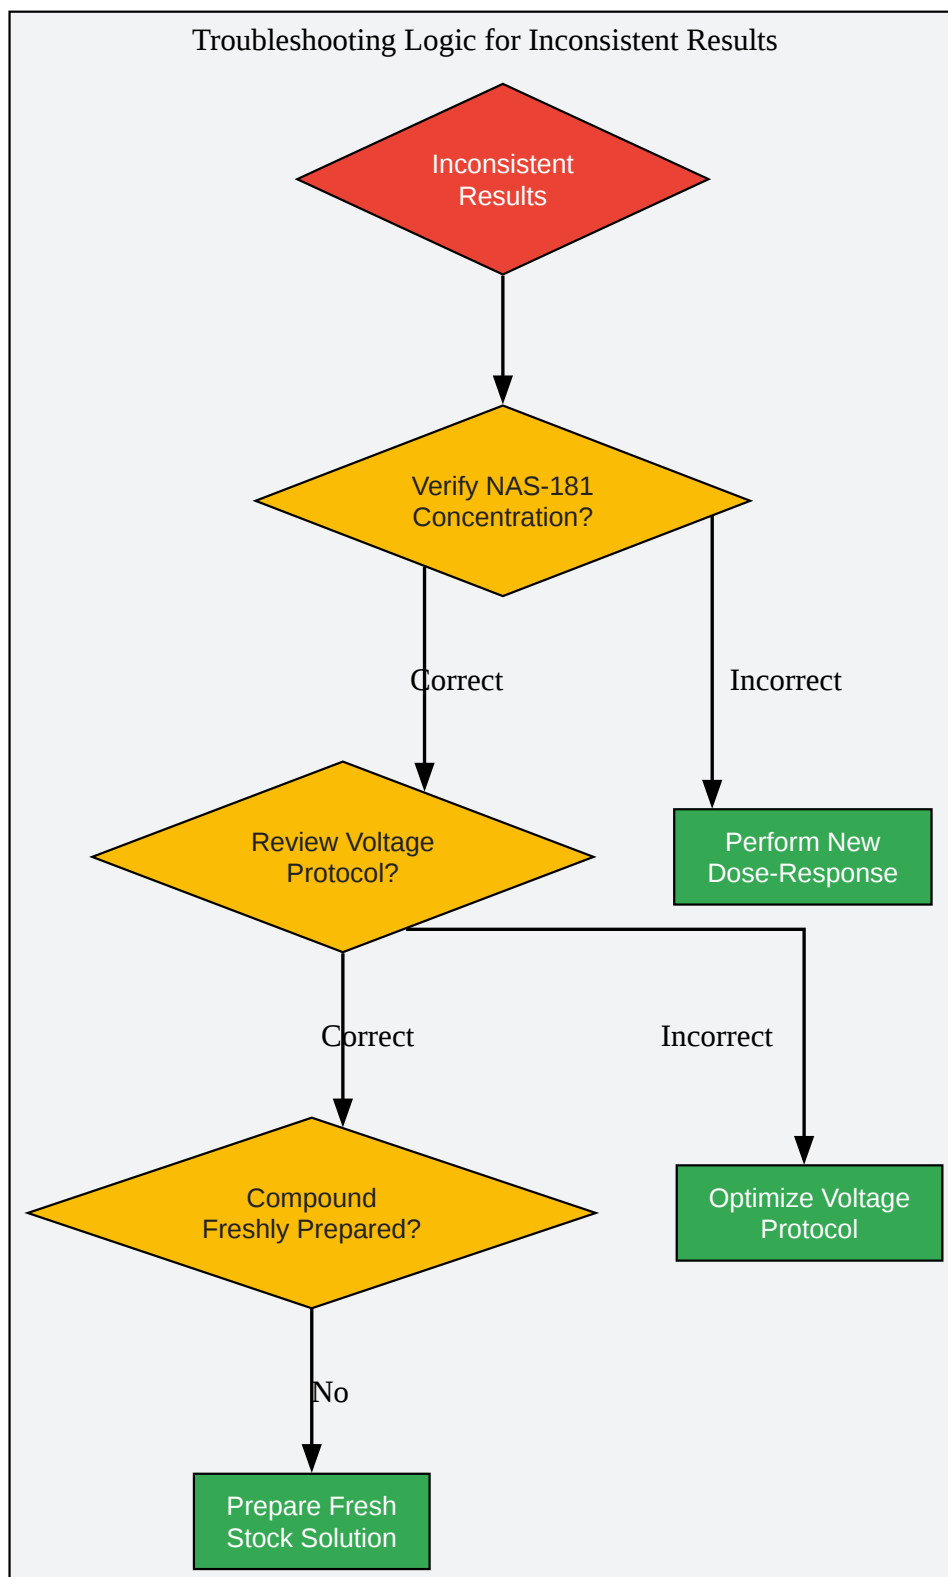 Troubleshooting Logic for Inconsistent Results
Inconsistent
Results
Verify NAS-181
Concentration?
Correct
Incorrect
Review Voltage
Protocol?
Perform New
Dose-Response
Correct
Incorrect
Compound
Freshly Prepared?
Optimize Voltage
Protocol
No
Prepare Fresh
Stock Solution